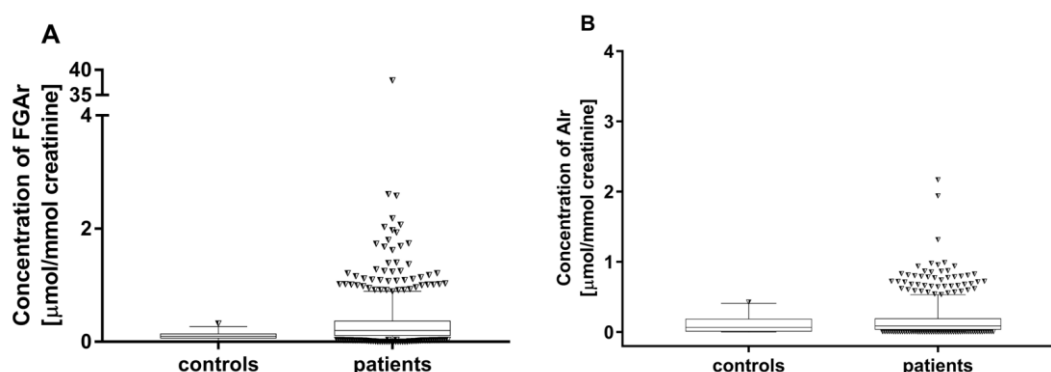 A
Concentration of FGAr
[µmol/mmol creatinine]
40
35
4
2
0
controls
patients
B
Concentration of AIr
[µmol/mmol creatinine]
4
3
2
1
0
controls
patients